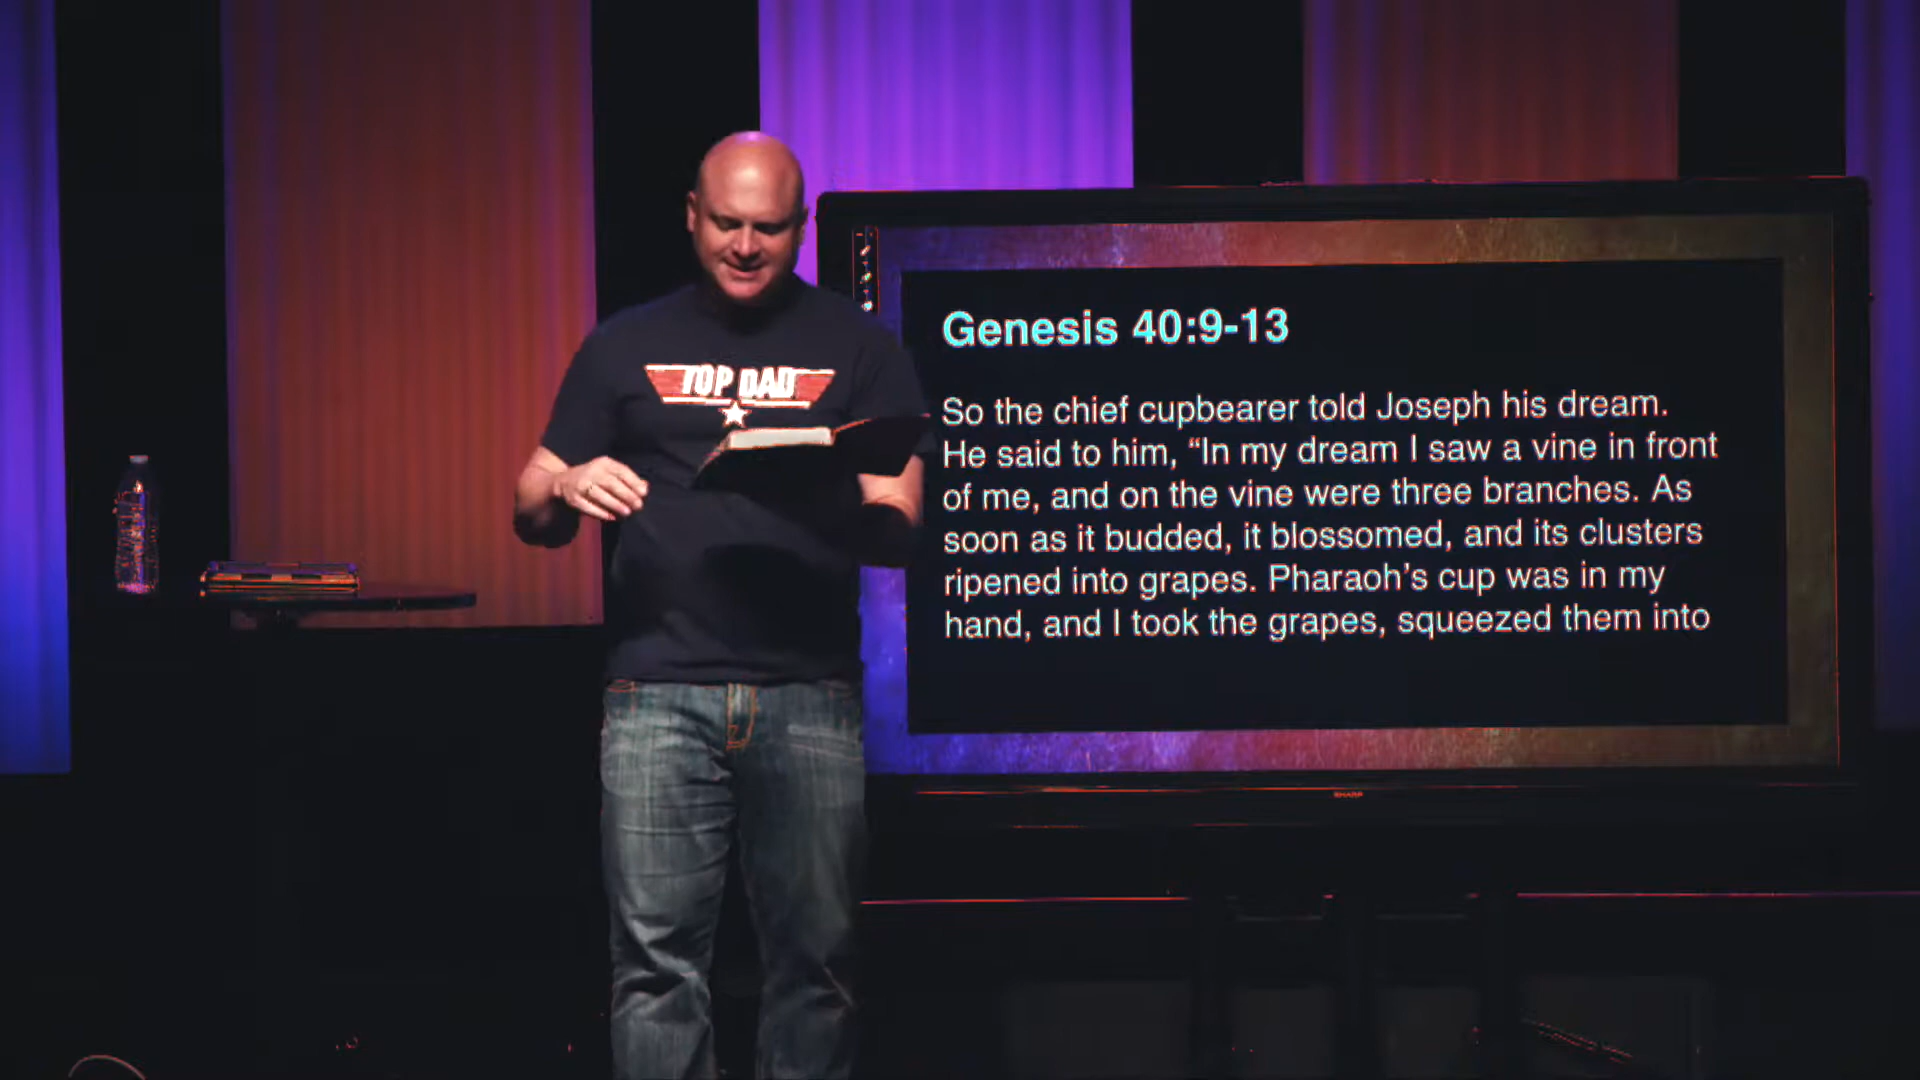 TOP DAD
Genesis 40:9-13
So the chief cupbearer told Joseph his dream.
He said to him, “In my dream I saw a vine in front
of me, and on the vine were three branches. As
soon as it budded, it blossomed, and its clusters
ripened into grapes. Pharaoh’s cup was in my
hand, and I took the grapes, squeezed them into
SHARP